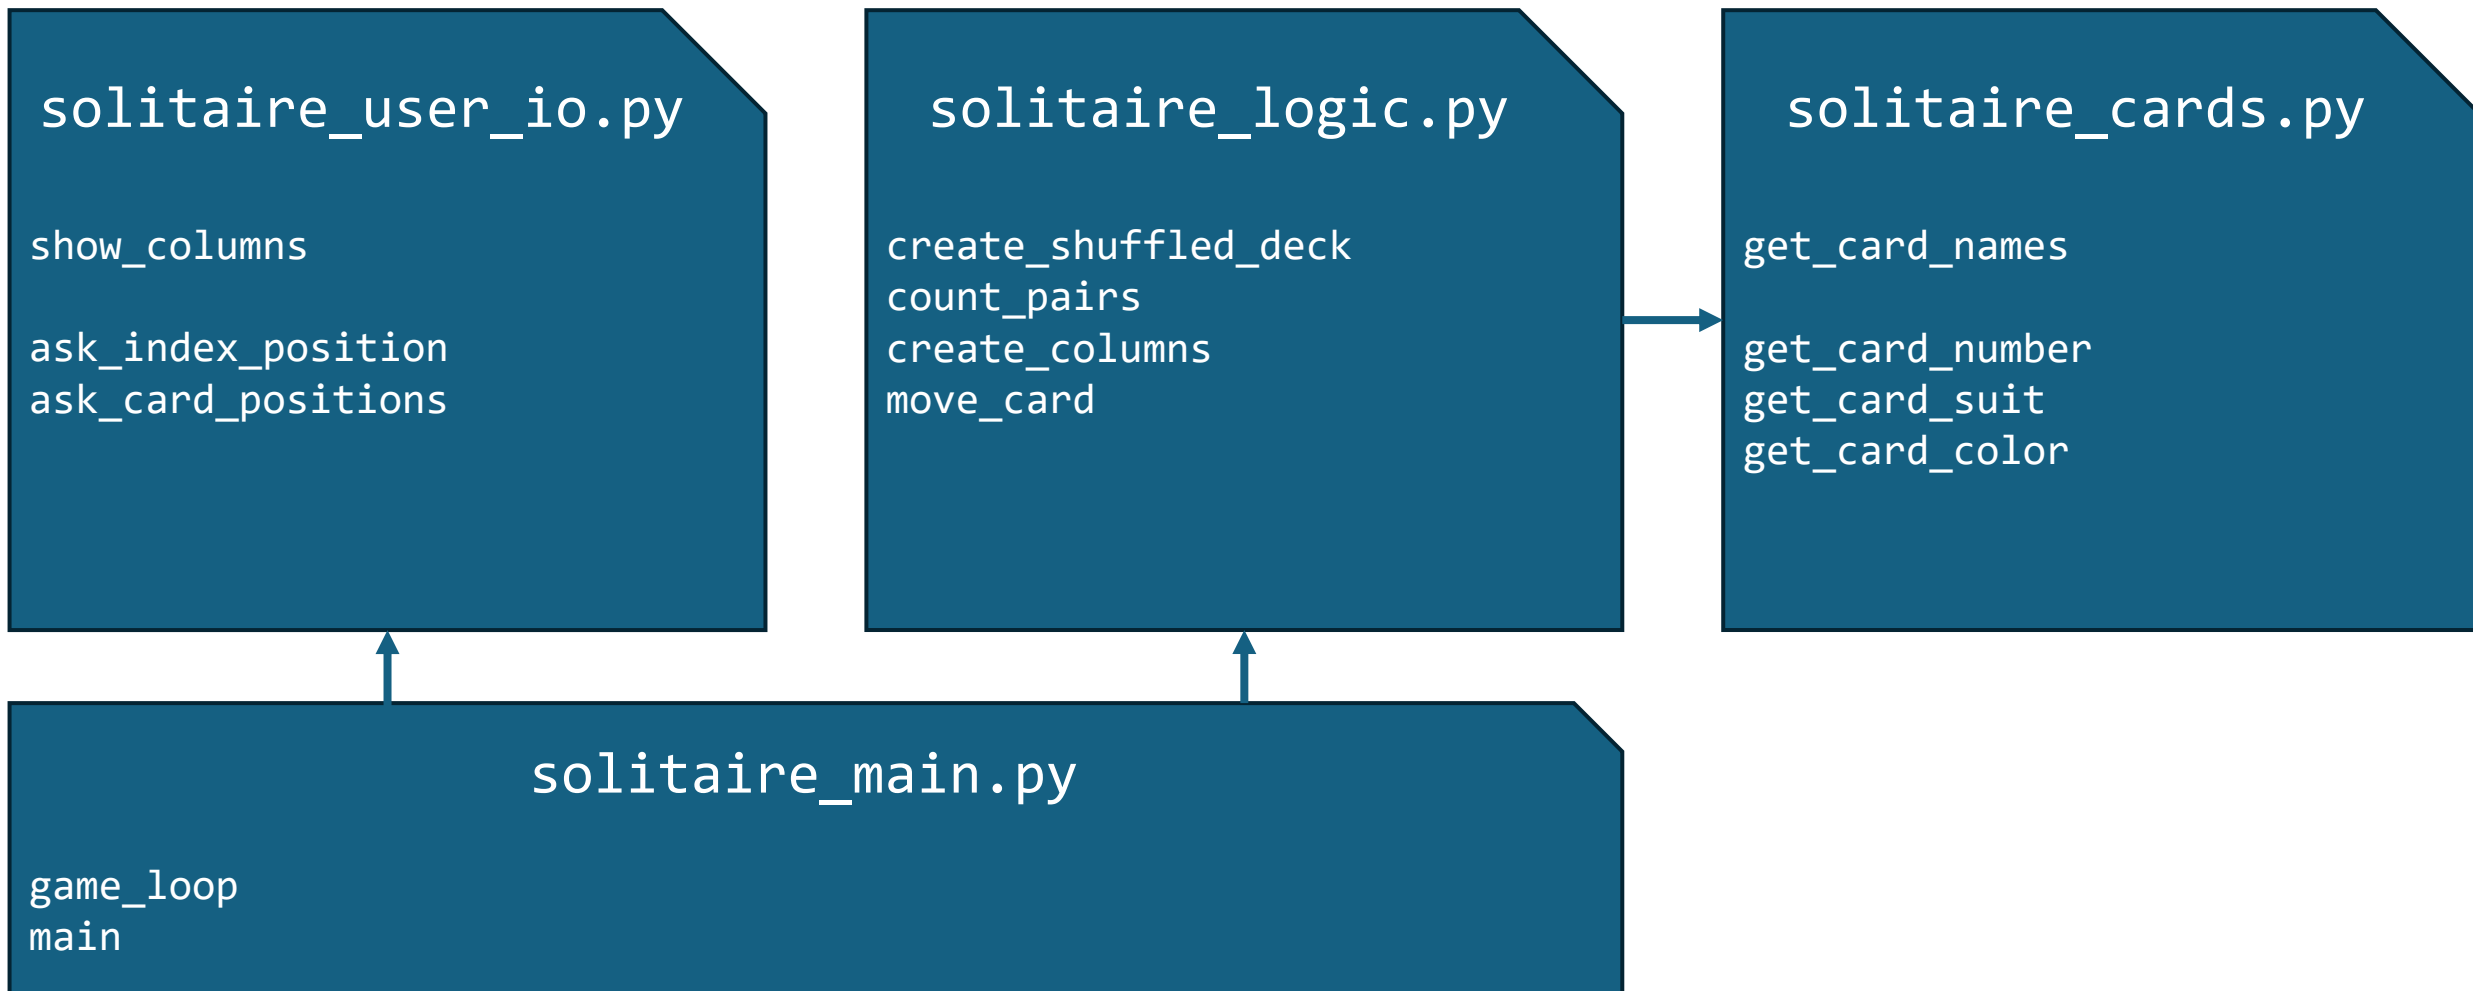 solitaire_user_io.py
show_columns
ask_index_position
ask_card_positions
solitaire_logic.py
create_shuffled_deck
count_pairs
create_columns
move_card
solitaire_cards.py
get_card_names
get_card_number
get_card_suit
get_card_color
solitaire_main.py
game_loop
main